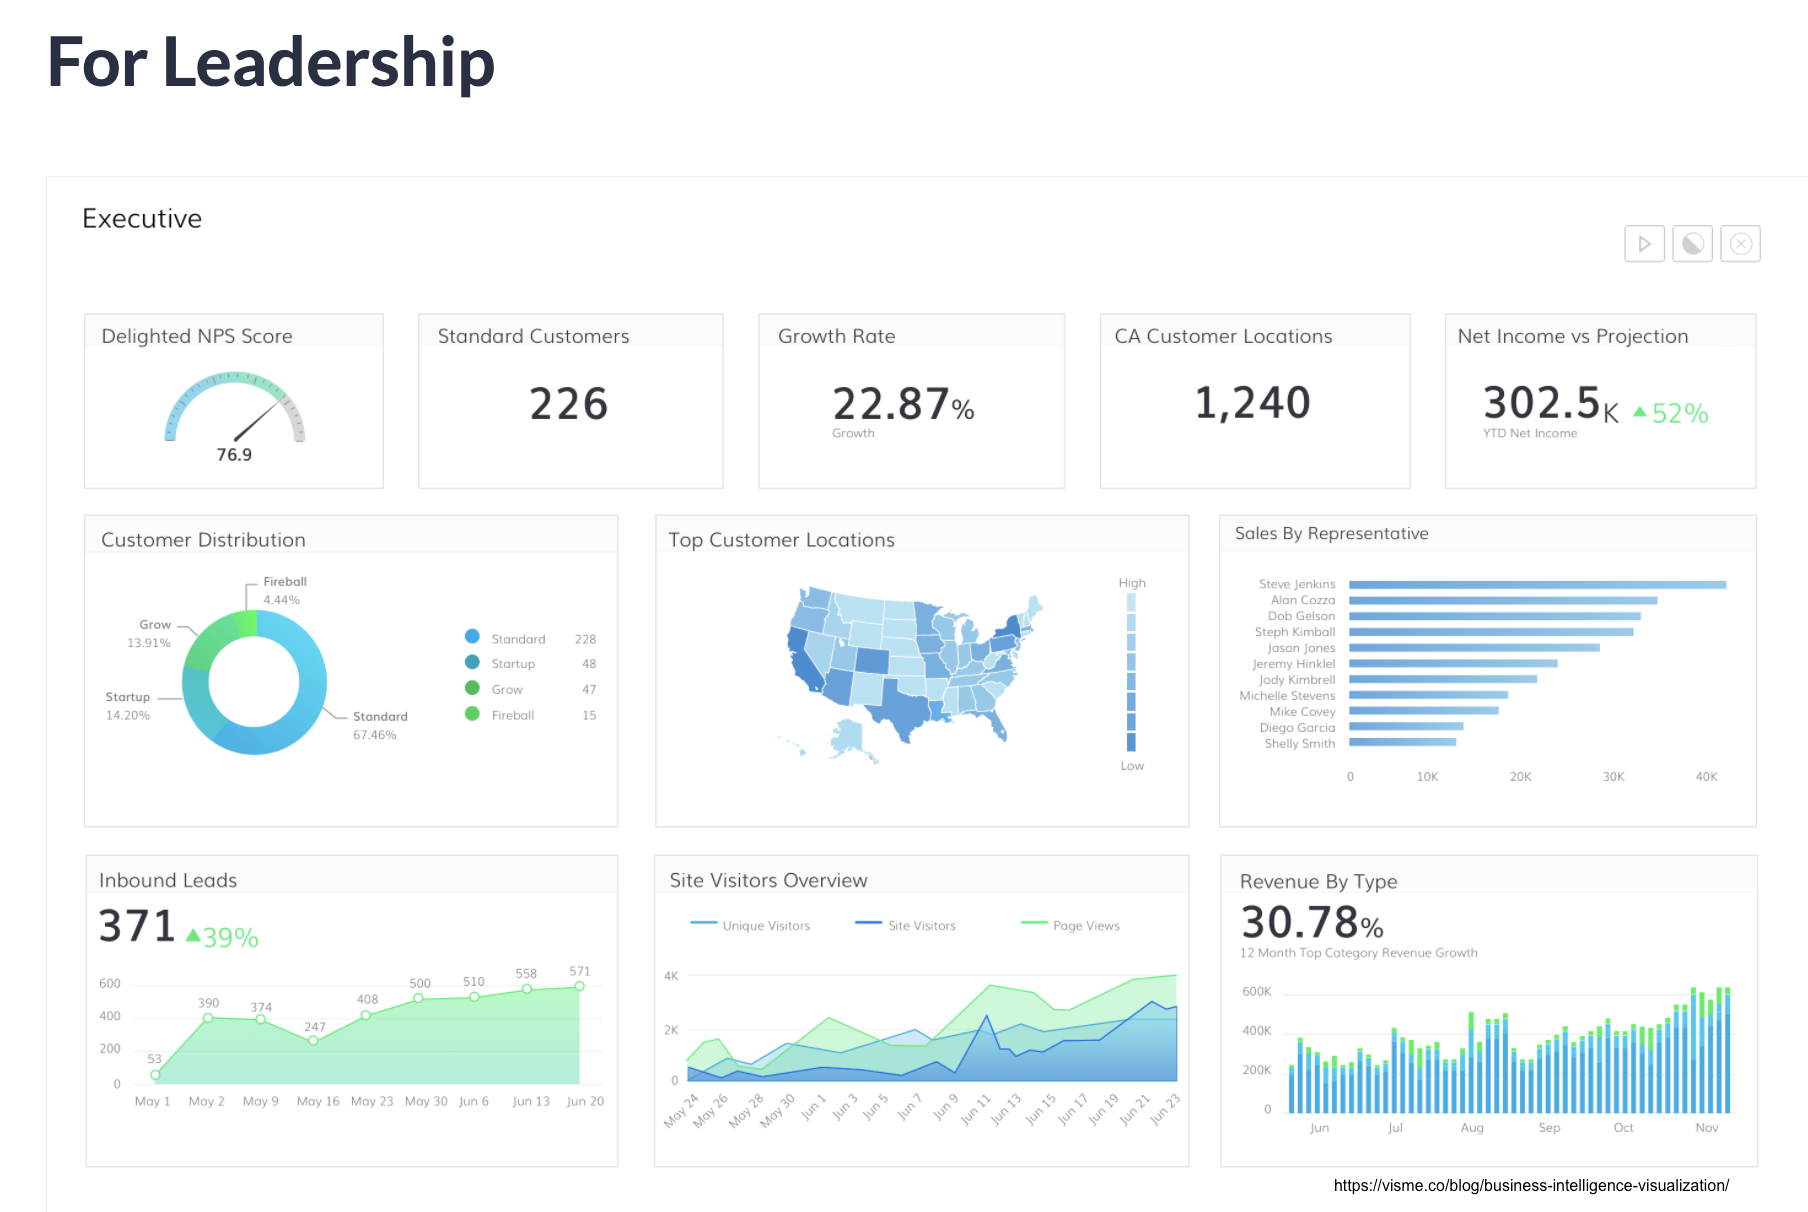 For Leadership
Executive
Delighted NPS Score
76.9
Standard Customers
226
Growth Rate
22.87%
Growth
CA Customer Locations
1,240
Net Income vs Projection
302.5K ▲52%
YTD Net Income
Customer Distribution
Fireball
4.44%
Grow
13.91%
Startup
14.20%
Standard
67.46%
Standard 228
Startup 48
Grow 47
Fireball 15
Top Customer Locations
High
Low
Sales By Representative
Steve Jenkins
Alan Cozza
Dob Gelson
Steph Kimball
Jason Jones
Jeremy Hinklel
Jody Kimbrell
Michelle Stevens
Mike Covey
Diego Garcia
Shelly Smith
0 10K 20K 30K 40K
Inbound Leads
371 ▲39%
600
400
200
0
53 390 374 247 408 500 510 558 571
May 1 May 2 May 9 May 16 May 23 May 30 Jun 6 Jun 13 Jun 20
Site Visitors Overview
Unique Visitors Site Visitors Page Views
4K
2K
0
May 24 May 26 May 28 May 30 Jun 1 Jun 3 Jun 5 Jun 7 Jun 9 Jun 11 Jun 13 Jun 15 Jun 17 Jun 19 Jun 21 Jun 23
Revenue By Type
30.78%
12 Month Top Category Revenue Growth
600K
400K
200K
0
Jun Jul Aug Sep Oct Nov
https://visme.co/blog/business-intelligence-visualization/